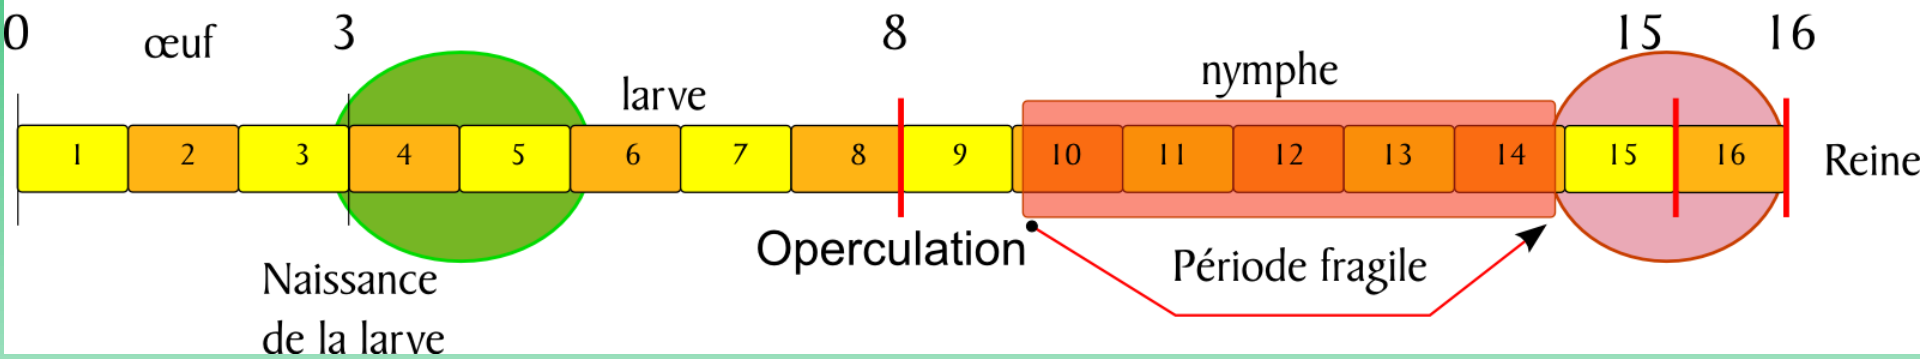 0 œuf 3 8 15 16
larve nymphe
1 2 3 4 5 6 7 8 9 10 11 12 13 14 15 16 Reine
Operculation
Période fragile
Naissance
de la larve